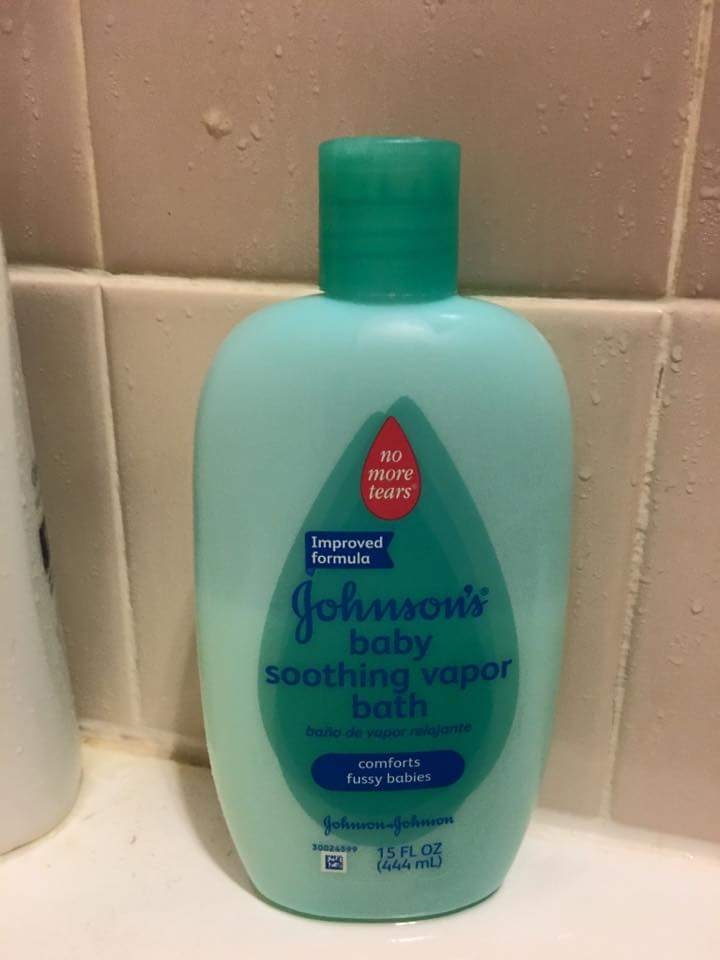 no
more
tears®
Improved
formula
Johnson's®
baby
soothing vapor
bath
baño de vapor relajante
comforts
fussy babies
Johnson & Johnson
30024599
15 FL OZ
(444 mL)